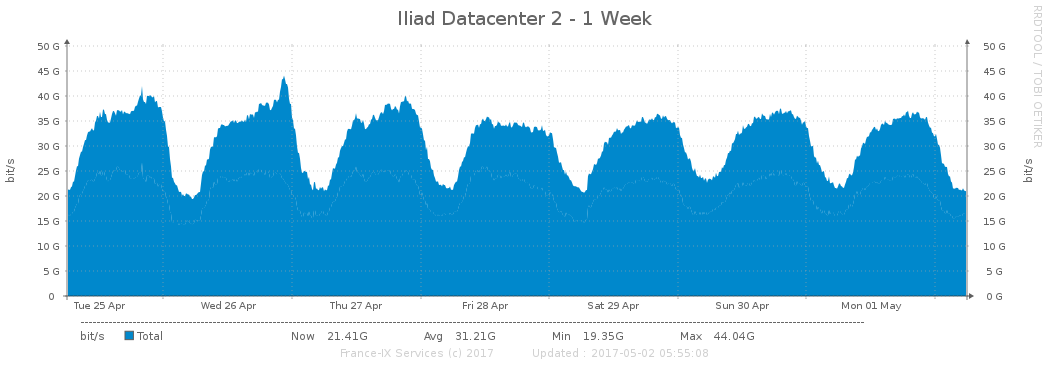 Iliad Datacenter 2 - 1 Week
RRDTOOL / TOBI OETIKER
50 G 50 G
45 G 45 G
40 G 40 G
35 G 35 G
30 G 30 G
25 G 25 G
20 G 20 G
15 G 15 G
10 G 10 G
5 G 5 G
0 0 G
bit/s bit/s
Tue 25 Apr Wed 26 Apr Thu 27 Apr Fri 28 Apr Sat 29 Apr Sun 30 Apr Mon 01 May
bit/s Total Now 21.41G Avg 31.21G Min 19.35G Max 44.04G
France-IX Services (c) 2017 Updated : 2017-05-02 05:55:08